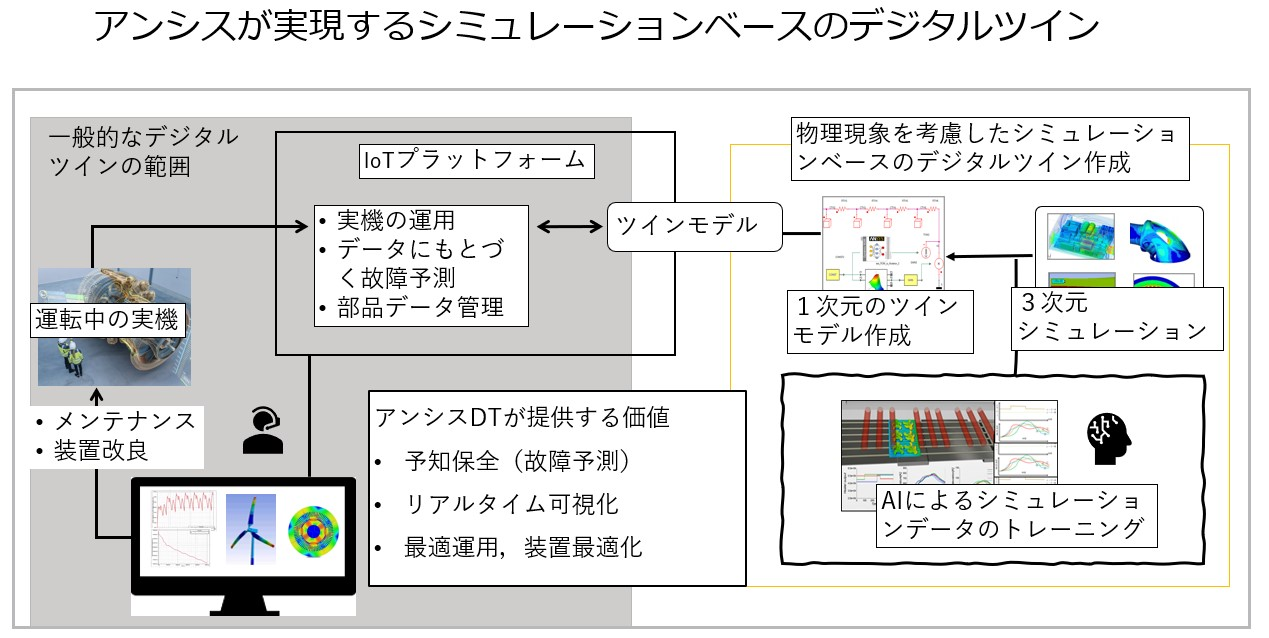 アンシスが実現するシミュレーションベースのデジタルツイン
一般的なデジタル
ツインの範囲
IoTプラットフォーム
• 実機の運用
• データにもとづ
く故障予測
• 部品データ管理
ツインモデル
物理現象を考慮したシミュレーショ
ンベースのデジタルツイン作成
運転中の実機
１次元のツイン
モデル作成
３次元
シミュレーション
• メンテナンス
• 装置改良
アンシスDTが提供する価値
• 予知保全（故障予測）
• リアルタイム可視化
• 最適運用，装置最適化
AIによるシミュレーショ
ンデータのトレーニング